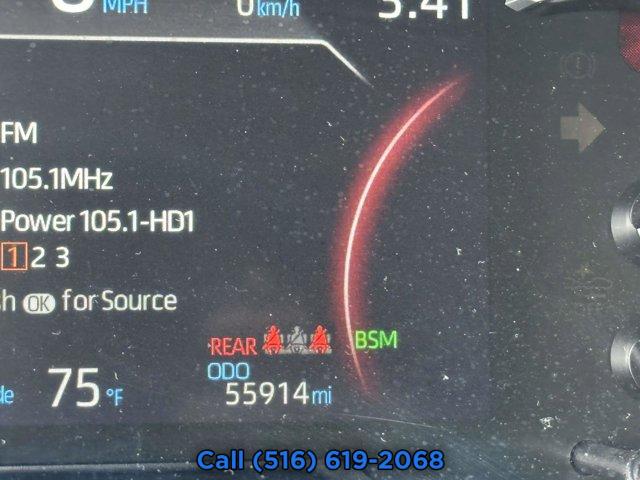 MPH
0 km/h
FM
105.1MHz
Power 105.1-HD1
1 2 3
OK for Source
REAR
BSM
ODO
75 °F
55914 mi
Call (516) 619-2068